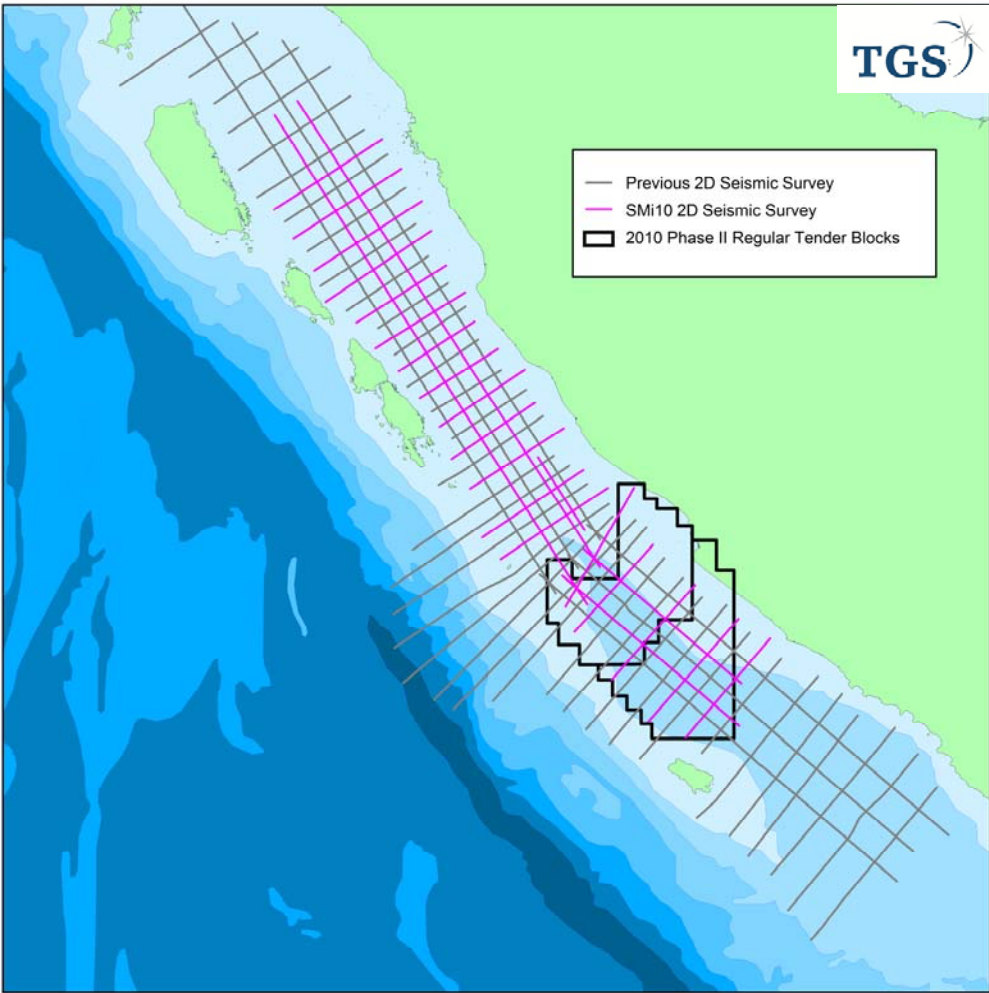 TGS
Previous 2D Seismic Survey
SMi10 2D Seismic Survey
2010 Phase II Regular Tender Blocks